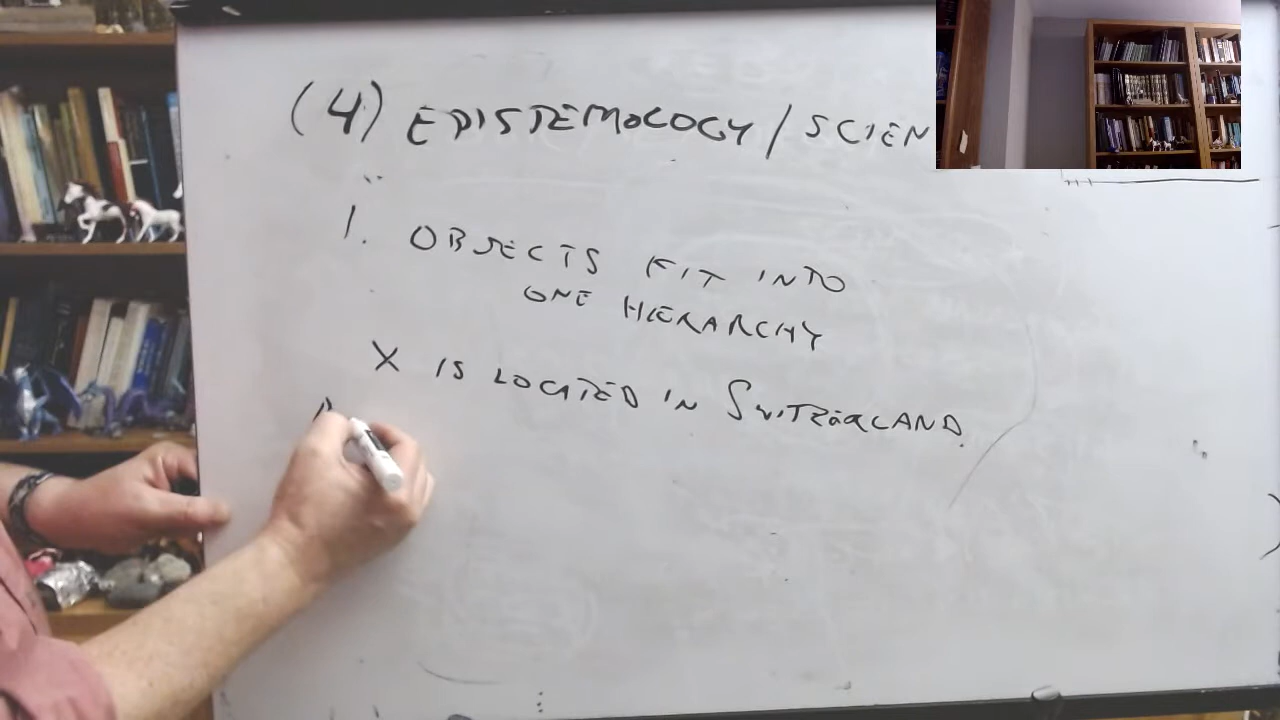 (4) EPISTEMOLOGY / SCIEN
1. OBJECTS FIT INTO
ONE HIERARCHY
X IS LOCATED IN SWITZERLAND.